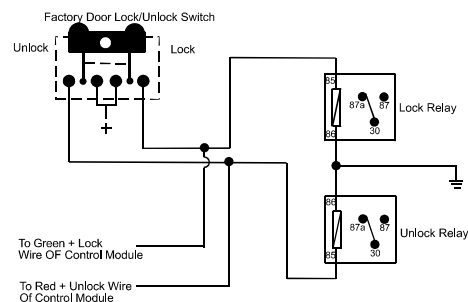 Factory Door Lock/Unlock Switch
Unlock
Lock
+
85
87a
87
30
86
Lock Relay
86
87a
87
30
85
Unlock Relay
To Green + Lock
Wire OF Control Module
To Red + Unlock Wire
Of Control Module